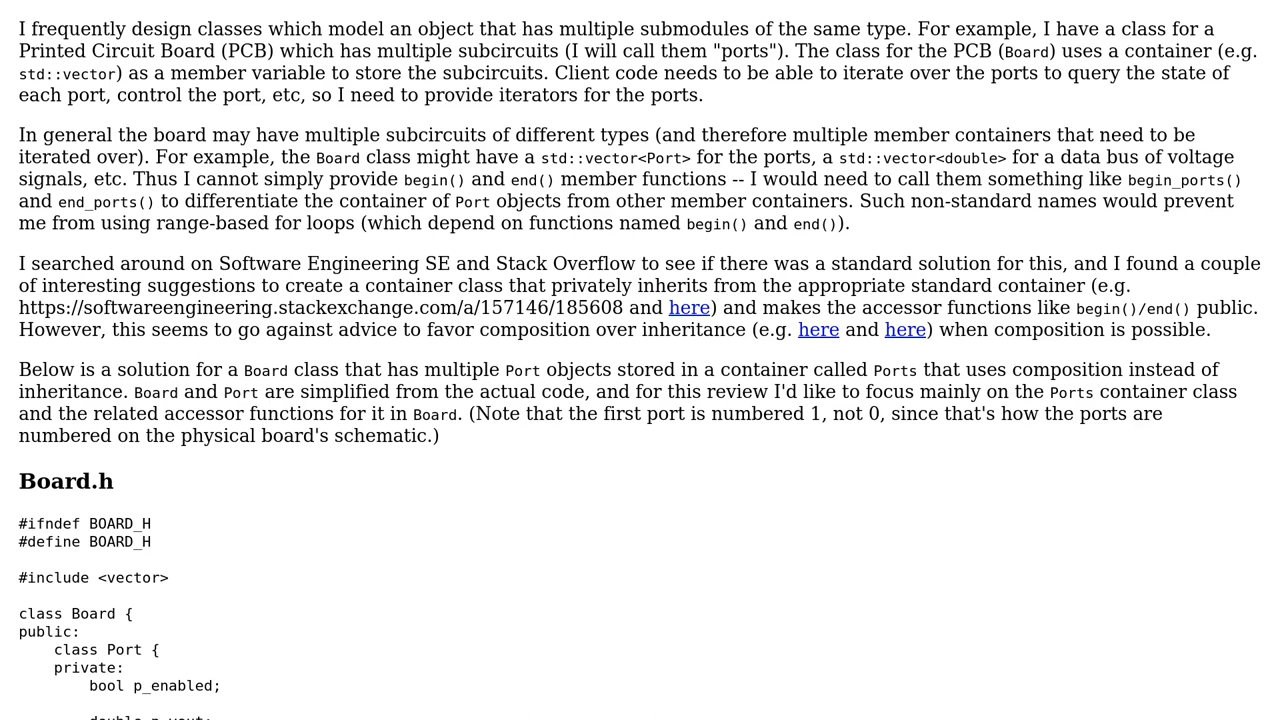 I frequently design classes which model an object that has multiple submodules of the same type. For example, I have a class for a
Printed Circuit Board (PCB) which has multiple subcircuits (I will call them "ports"). The class for the PCB (Board) uses a container (e.g.
std::vector) as a member variable to store the subcircuits. Client code needs to be able to iterate over the ports to query the state of
each port, control the port, etc, so I need to provide iterators for the ports.
In general the board may have multiple subcircuits of different types (and therefore multiple member containers that need to be
iterated over). For example, the Board class might have a std::vector<Port> for the ports, a std::vector<double> for a data bus of voltage
signals, etc. Thus I cannot simply provide begin() and end() member functions -- I would need to call them something like begin_ports()
and end_ports() to differentiate the container of Port objects from other member containers. Such non-standard names would prevent
me from using range-based for loops (which depend on functions named begin() and end()).
I searched around on Software Engineering SE and Stack Overflow to see if there was a standard solution for this, and I found a couple
of interesting suggestions to create a container class that privately inherits from the appropriate standard container (e.g.
https://softwareengineering.stackexchange.com/a/157146/185608 and here) and makes the accessor functions like begin()/end() public.
However, this seems to go against advice to favor composition over inheritance (e.g. here and here) when composition is possible.
Below is a solution for a Board class that has multiple Port objects stored in a container called Ports that uses composition instead of
inheritance. Board and Port are simplified from the actual code, and for this review I'd like to focus mainly on the Ports container class
and the related accessor functions for it in Board. (Note that the first port is numbered 1, not 0, since that's how the ports are
numbered on the physical board's schematic.)
Board.h
#ifndef BOARD_H
#define BOARD_H
#include <vector>
class Board {
public:
    class Port {
    private:
        bool p_enabled;